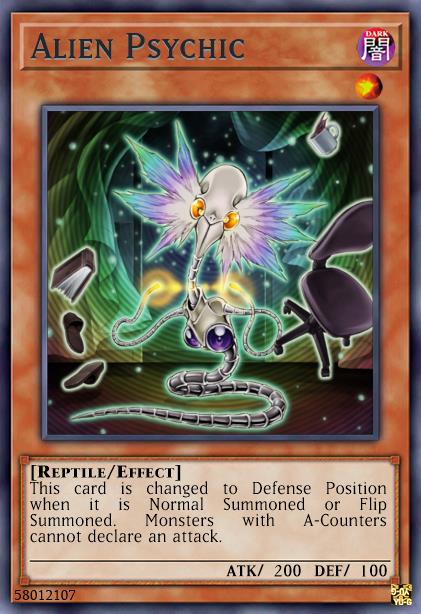 ALIEN PSYCHIC
DARK
闇
[REPTILE/EFFECT]
This card is changed to Defense Position
when it is Normal Summoned or Flip
Summoned. Monsters with A-Counters
cannot declare an attack.
ATK/ 200 DEF/ 100
58012107